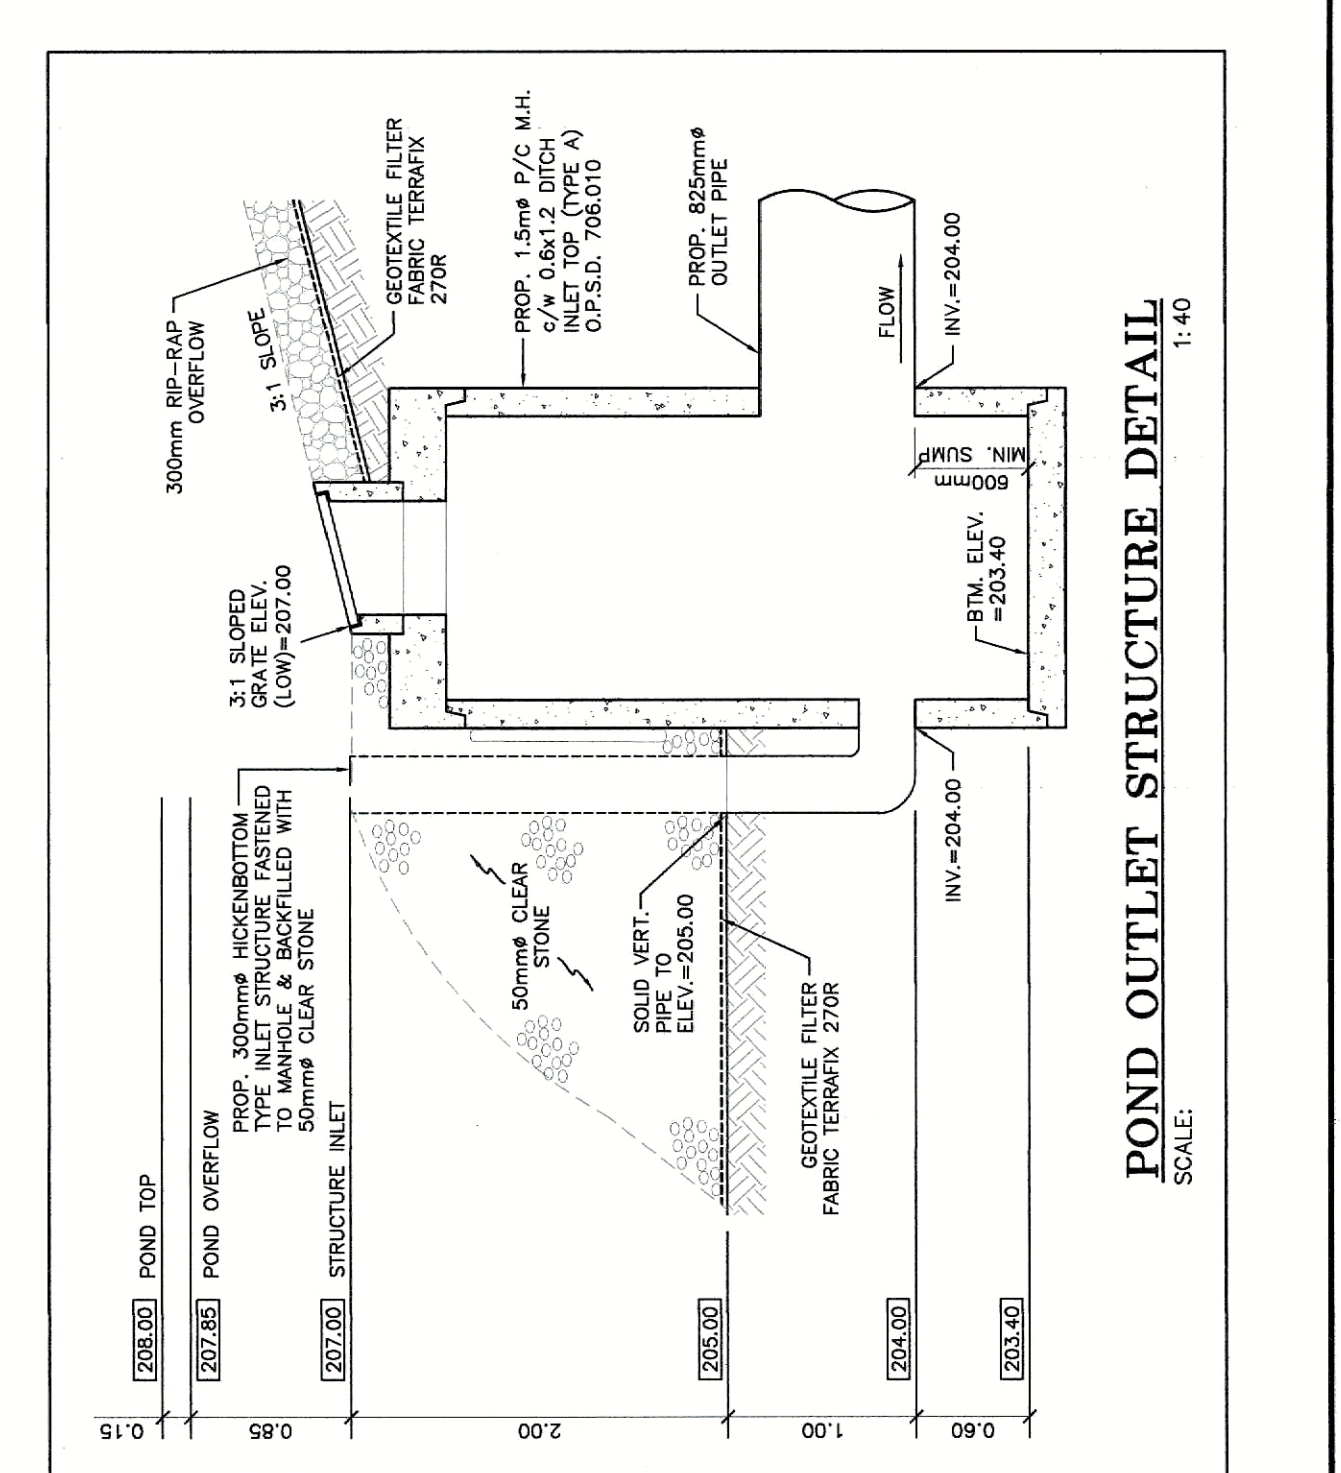 208.00 POND TOP
207.85 POND OVERFLOW
207.00 STRUCTURE INLET
205.00
204.00
203.40
0.15
0.85
2.00
1.00
0.60
PROP. 300mmø HICKENBOTTOM
TYPE INLET STRUCTURE FASTENED
TO MANHOLE & BACKFILLED WITH
50mmø CLEAR STONE
50mmø CLEAR
STONE
SOLID VERT.
PIPE TO
ELEV.=205.00
GEOTEXTILE FILTER
FABRIC TERRAFIX 270R
INV.=204.00
3:1 SLOPED
GRATE ELEV.
(LOW)=207.00
300mm RIP-RAP
OVERFLOW
3:1 SLOPE
GEOTEXTILE FILTER
FABRIC TERRAFIX
270R
PROP. 1.5mø P/C M.H.
c/w 0.6x1.2 DITCH
INLET TOP (TYPE A)
O.P.S.D. 706.010
PROP. 825mmø
OUTLET PIPE
FLOW
INV.=204.00
600mm
MIN. SUMP
BTM. ELEV.
=203.40
POND OUTLET STRUCTURE DETAIL
SCALE: 1:40